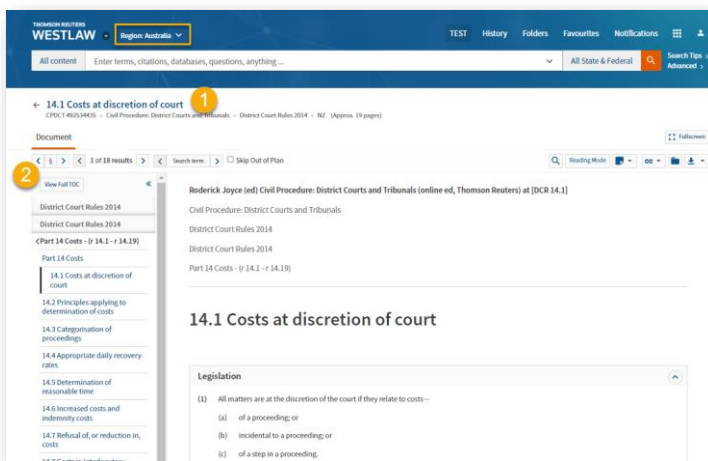 THOMSON REUTERS
WESTLAW
Region: Australia
TEST History Folders Favourites Notifications
All content Enter terms, citations, databases, questions, anything ... All State & Federal Search Tips >
Advanced >
← 14.1 Costs at discretion of court 1
CPDCT 492534435 - Civil Procedure: District Courts and Tribunals - District Court Rules 2014 - NZ (Approx. 19 pages)
Document Fullscreen
< § > < 1 of 18 results > < Search term > Skip Out of Plan Reading Mode
2
View Full TOC «
District Court Rules 2014
District Court Rules 2014
<Part 14 Costs - (r 14.1 - r 14.19)
Part 14 Costs
14.1 Costs at discretion of
court
14.2 Principles applying to
determination of costs
14.3 Categorisation of
proceedings
14.4 Appropriate daily recovery
rates
14.5 Determination of
reasonable time
14.6 Increased costs and
indemnity costs
14.7 Refusal of, or reduction in,
costs
Roderick Joyce (ed) Civil Procedure: District Courts and Tribunals (online ed, Thomson Reuters) at [DCR 14.1]
Civil Procedure: District Courts and Tribunals
District Court Rules 2014
District Court Rules 2014
Part 14 Costs - (r 14.1 - r 14.19)
14.1 Costs at discretion of court
Legislation
(1) All matters are at the discretion of the court if they relate to costs—
(a) of a proceeding; or
(b) incidental to a proceeding; or
(c) of a step in a proceeding.